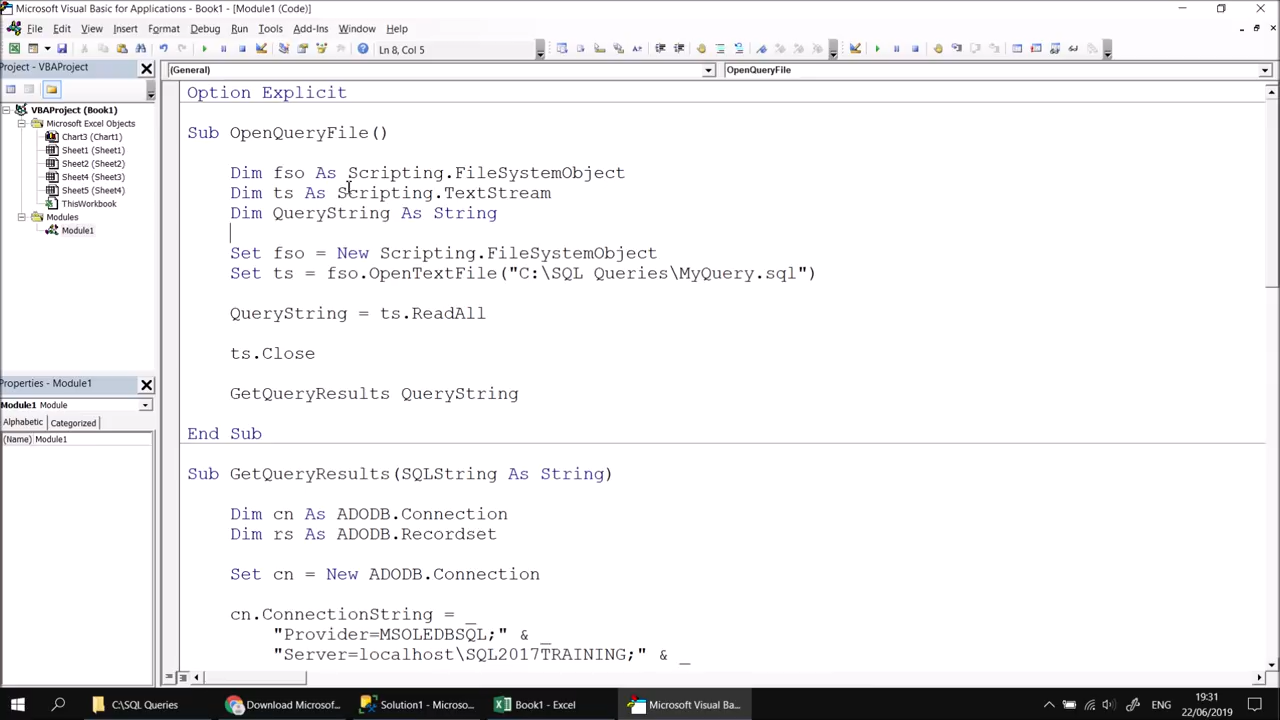 Microsoft Visual Basic for Applications - Book1 - [Module1 (Code)]
File Edit View Insert Format Debug Run Tools Add-Ins Window Help
Ln 8, Col 5
Project - VBAProject
(General)
OpenQueryFile
VBAProject (Book1)
Microsoft Excel Objects
Chart3 (Chart1)
Sheet1 (Sheet1)
Sheet2 (Sheet2)
Sheet4 (Sheet3)
Sheet5 (Sheet4)
ThisWorkbook
Modules
Module1
Properties - Module1
Module1 Module
Alphabetic Categorized
(Name) Module1
Option Explicit
Sub OpenQueryFile()
Dim fso As Scripting.FileSystemObject
Dim ts As Scripting.TextStream
Dim QueryString As String
Set fso = New Scripting.FileSystemObject
Set ts = fso.OpenTextFile("C:\SQL Queries\MyQuery.sql")
QueryString = ts.ReadAll
ts.Close
GetQueryResults QueryString
End Sub
Sub GetQueryResults(SQLString As String)
Dim cn As ADODB.Connection
Dim rs As ADODB.Recordset
Set cn = New ADODB.Connection
cn.ConnectionString = _
"Provider=MSOLEDBSQL;" & _
"Server=localhost\SQL2017TRAINING;" & _
C:\SQL Queries
Download Microsof...
Solution1 - Microso...
Book1 - Excel
Microsoft Visual Ba...
ENG
19:31
22/06/2019